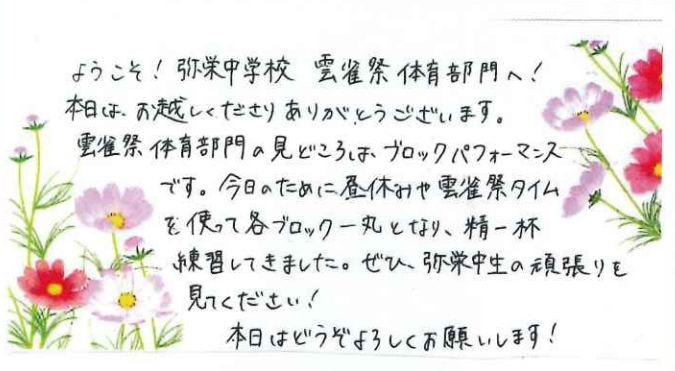 ようこそ！弥栄中学校　雲雀祭体育部門へ！
本日は、お越しくださりありがとうございます。
雲雀祭体育部門の見どころは、ブロックパフォーマンス
です。今日のために昼休みや雲雀祭タイム
を使って各ブロック一丸となり、精一杯
練習してきました。ぜひ、弥栄中生の頑張りを
見てください！
本日はどうぞよろしくお願いします！